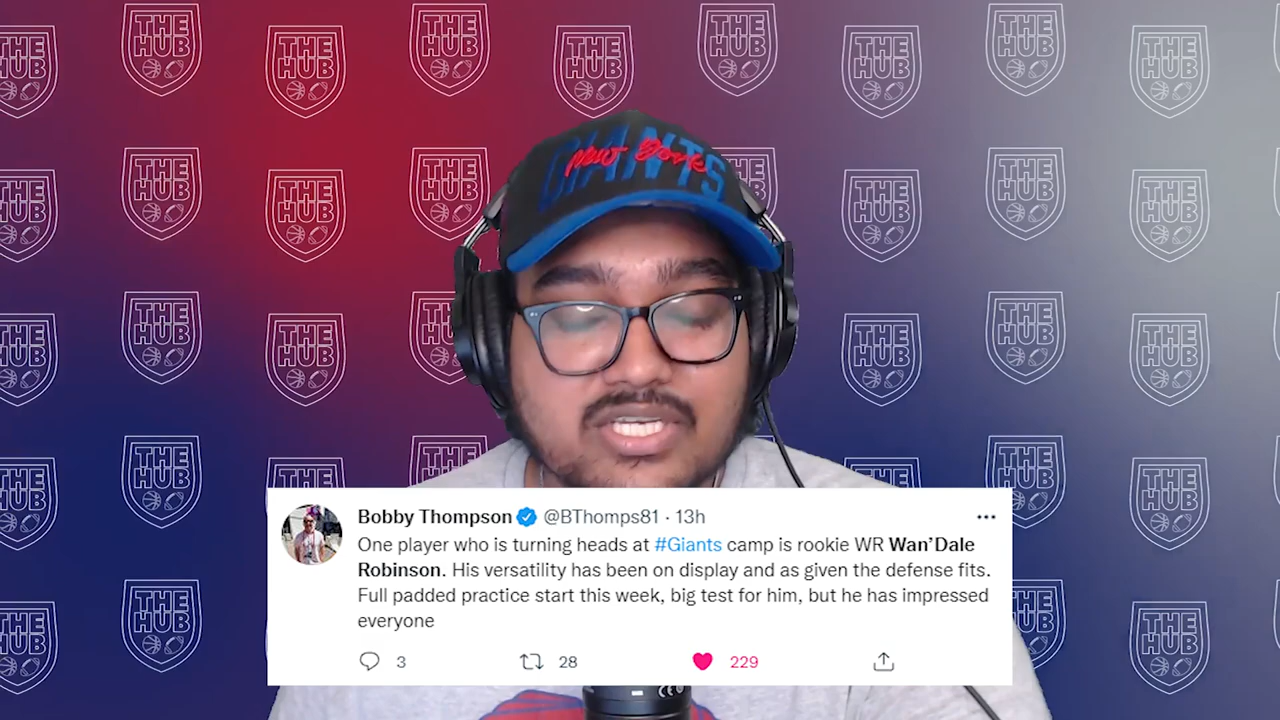 THE HUB
GIANTS
New York
Bobby Thompson @BThomps81 · 13h
One player who is turning heads at #Giants camp is rookie WR Wan'Dale
Robinson. His versatility has been on display and as given the defense fits.
Full padded practice start this week, big test for him, but he has impressed
everyone
3 28 229